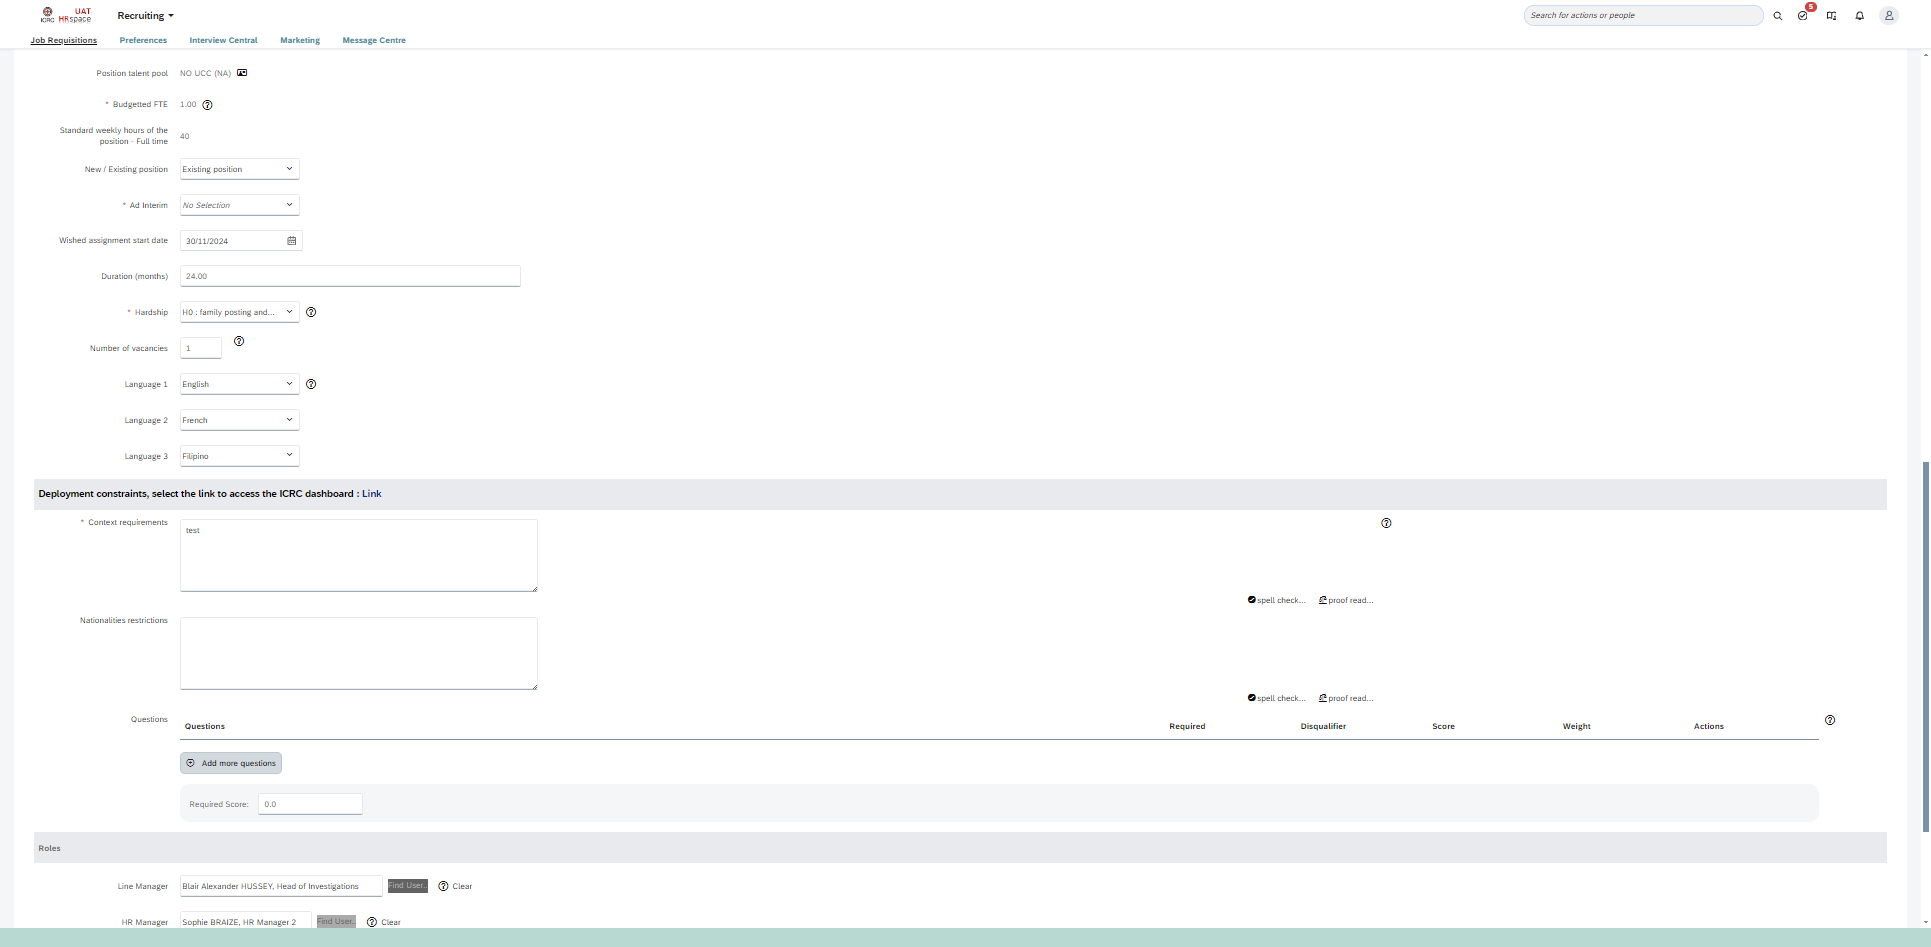 UAT
ICRC HRspace
Recruiting
Search for actions or people
5
Job Requisitions Preferences Interview Central Marketing Message Centre
Position talent pool NO UCC (NA)
* Budgetted FTE 1.00
Standard weekly hours of the
position - Full time 40
New / Existing position Existing position
* Ad Interim No Selection
Wished assignment start date 30/11/2024
Duration (months) 24.00
* Hardship H0 : family posting and...
Number of vacancies 1
Language 1 English
Language 2 French
Language 3 Filipino
Deployment constraints, select the link to access the ICRC dashboard : Link
* Context requirements test
spell check... proof read...
Nationalities restrictions
spell check... proof read...
Questions Questions Required Disqualifier Score Weight Actions
Add more questions
Required Score: 0.0
Roles
Line Manager Blair Alexander HUSSEY, Head of Investigations Find User... Clear
HR Manager Sophie BRAIZE, HR Manager 2 Find User... Clear